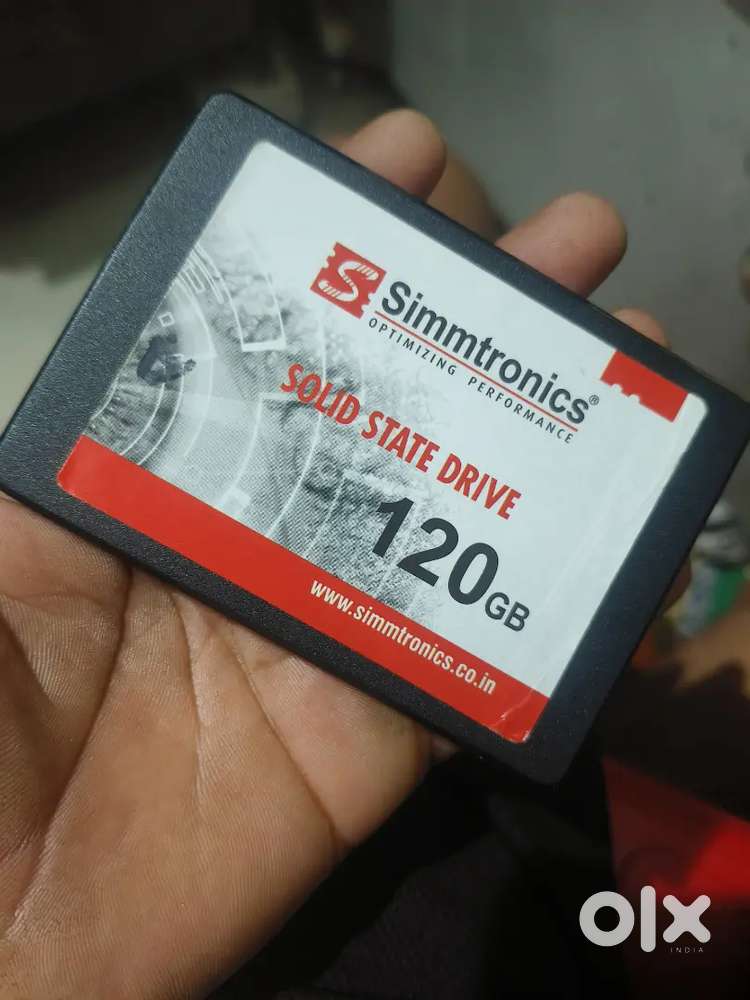 Simmtronics®
OPTIMIZING PERFORMANCE
SOLID STATE DRIVE
120GB
www.simmtronics.co.in
olx
INDIA